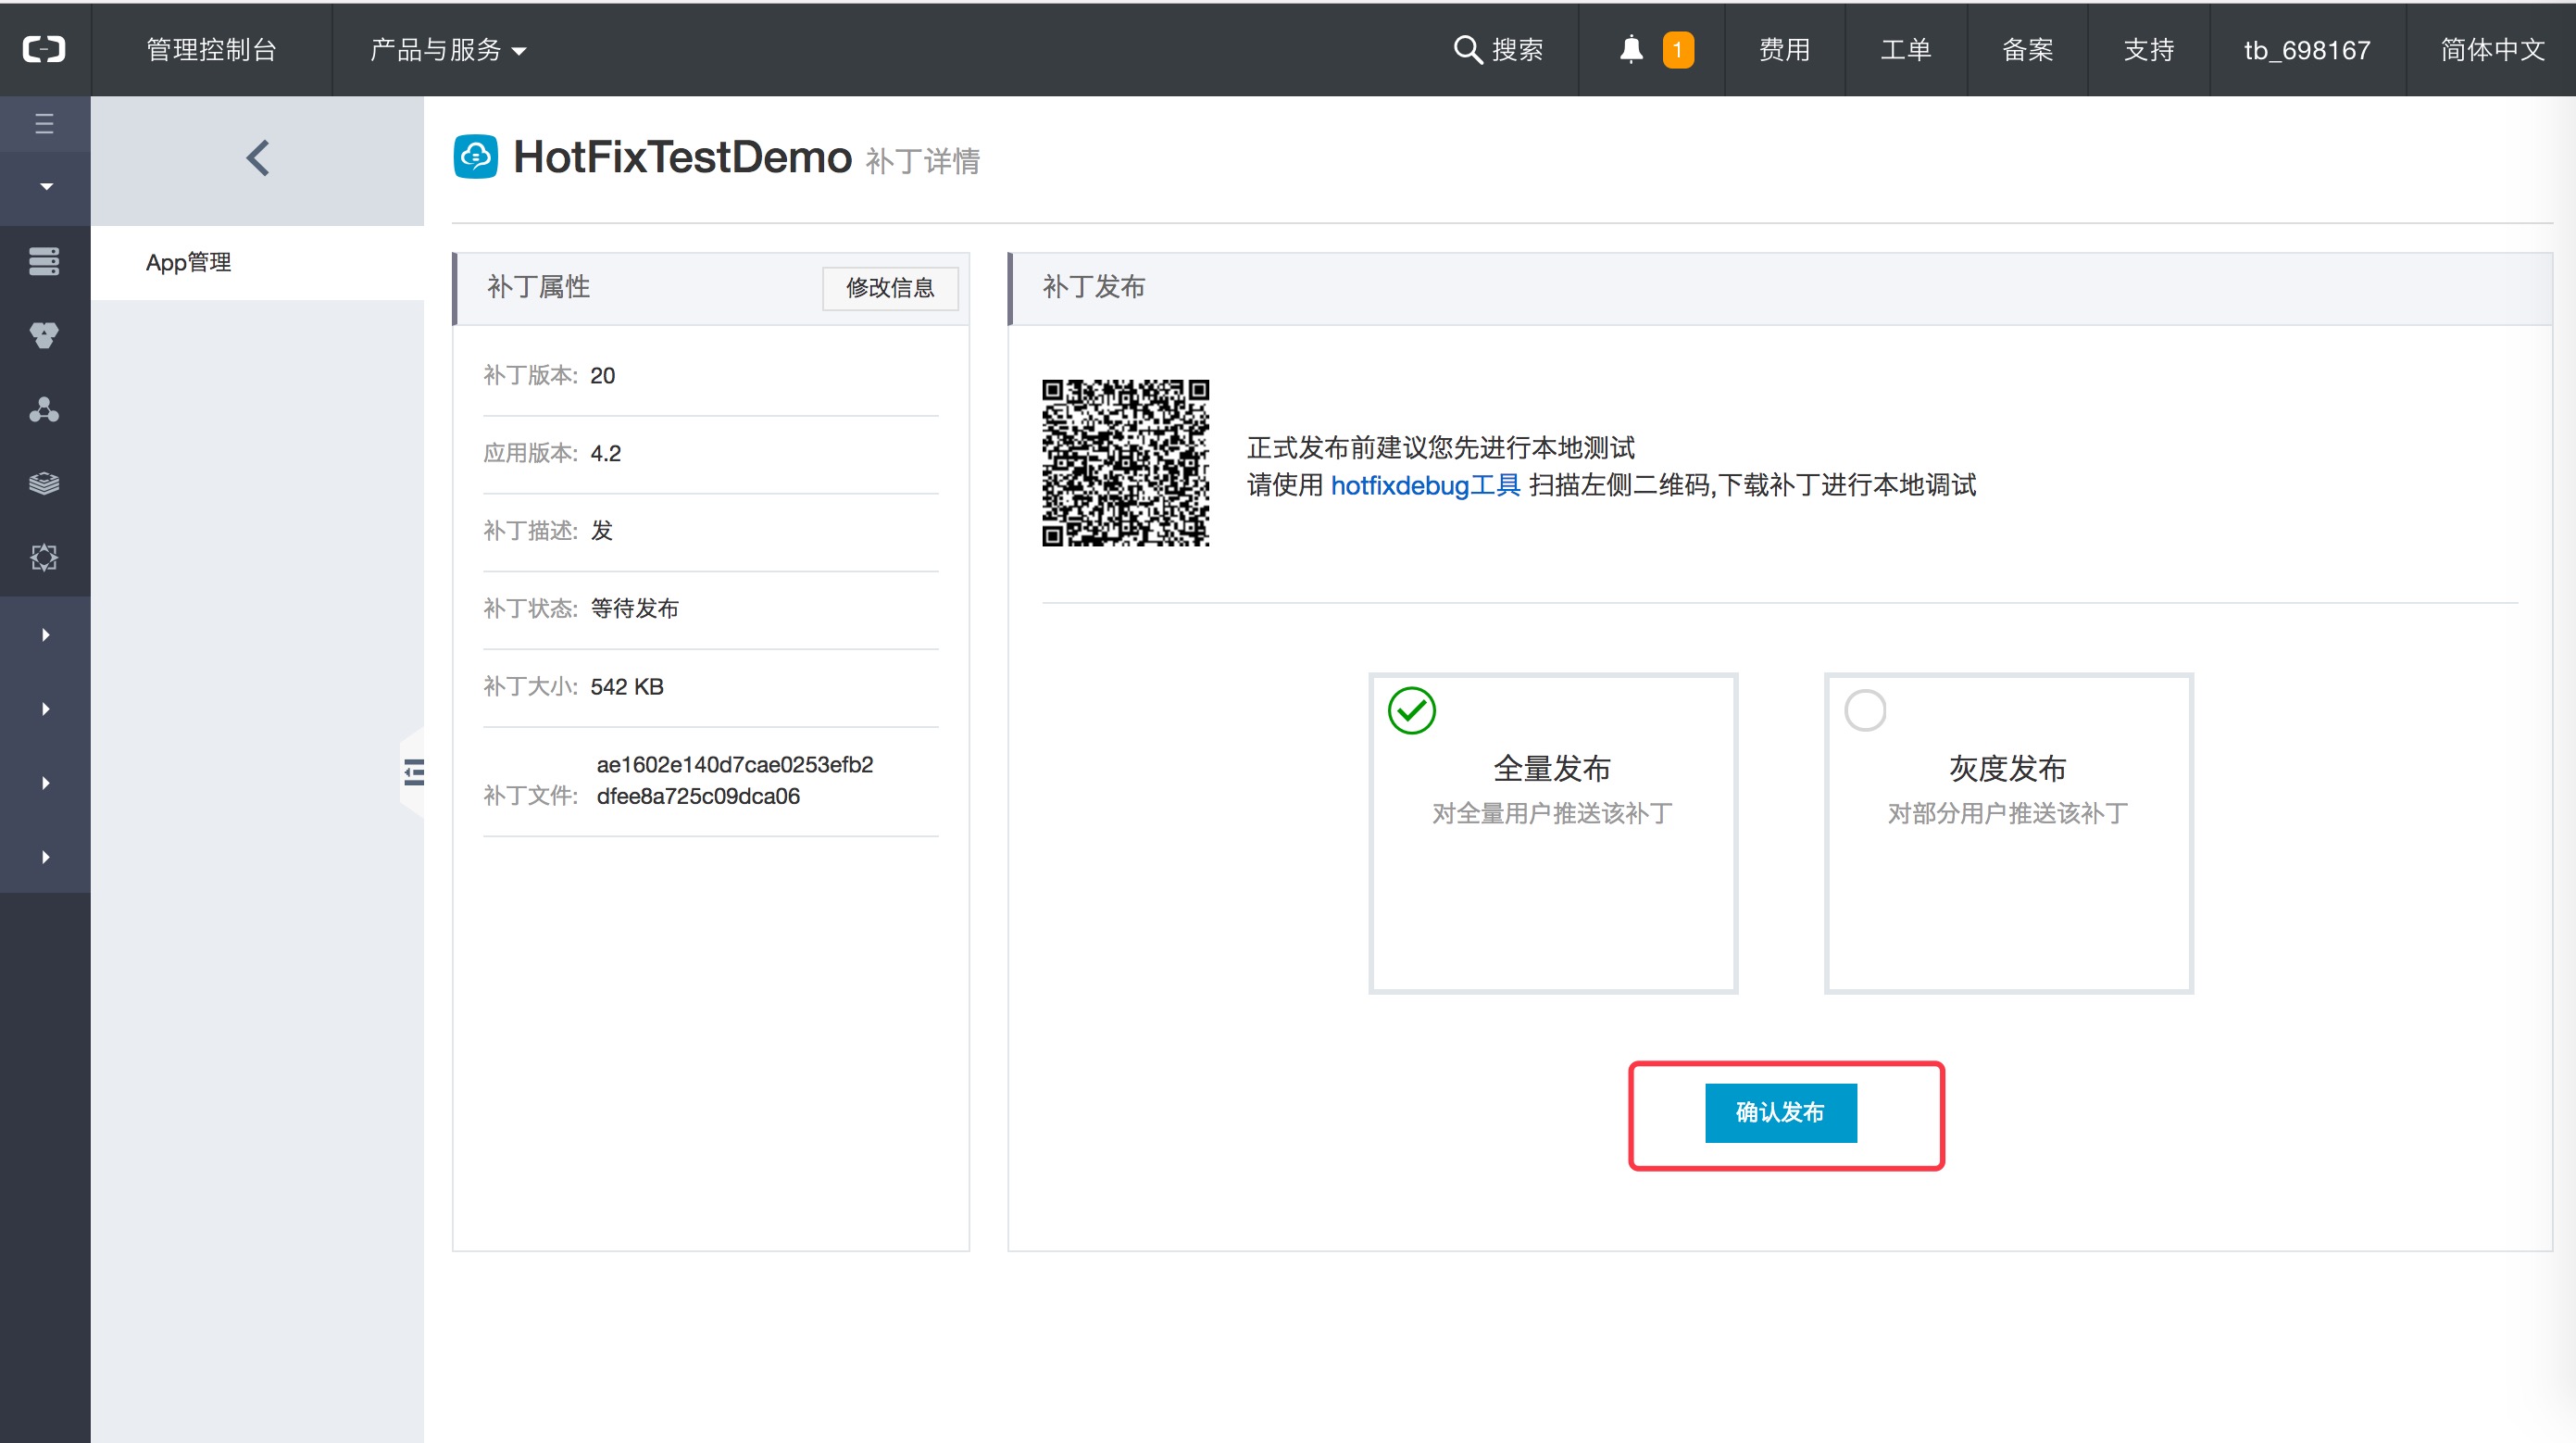 管理控制台
产品与服务
搜索
1
费用
工单
备案
支持
tb_698167
简体中文
App管理
HotFixTestDemo 补丁详情
补丁属性
修改信息
补丁版本: 20
应用版本: 4.2
补丁描述: 发
补丁状态: 等待发布
补丁大小: 542 KB
补丁文件: ae1602e140d7cae0253efb2
dfee8a725c09dca06
补丁发布
正式发布前建议您先进行本地测试
请使用 hotfixdebug工具 扫描左侧二维码,下载补丁进行本地调试
全量发布
对全量用户推送该补丁
灰度发布
对部分用户推送该补丁
确认发布